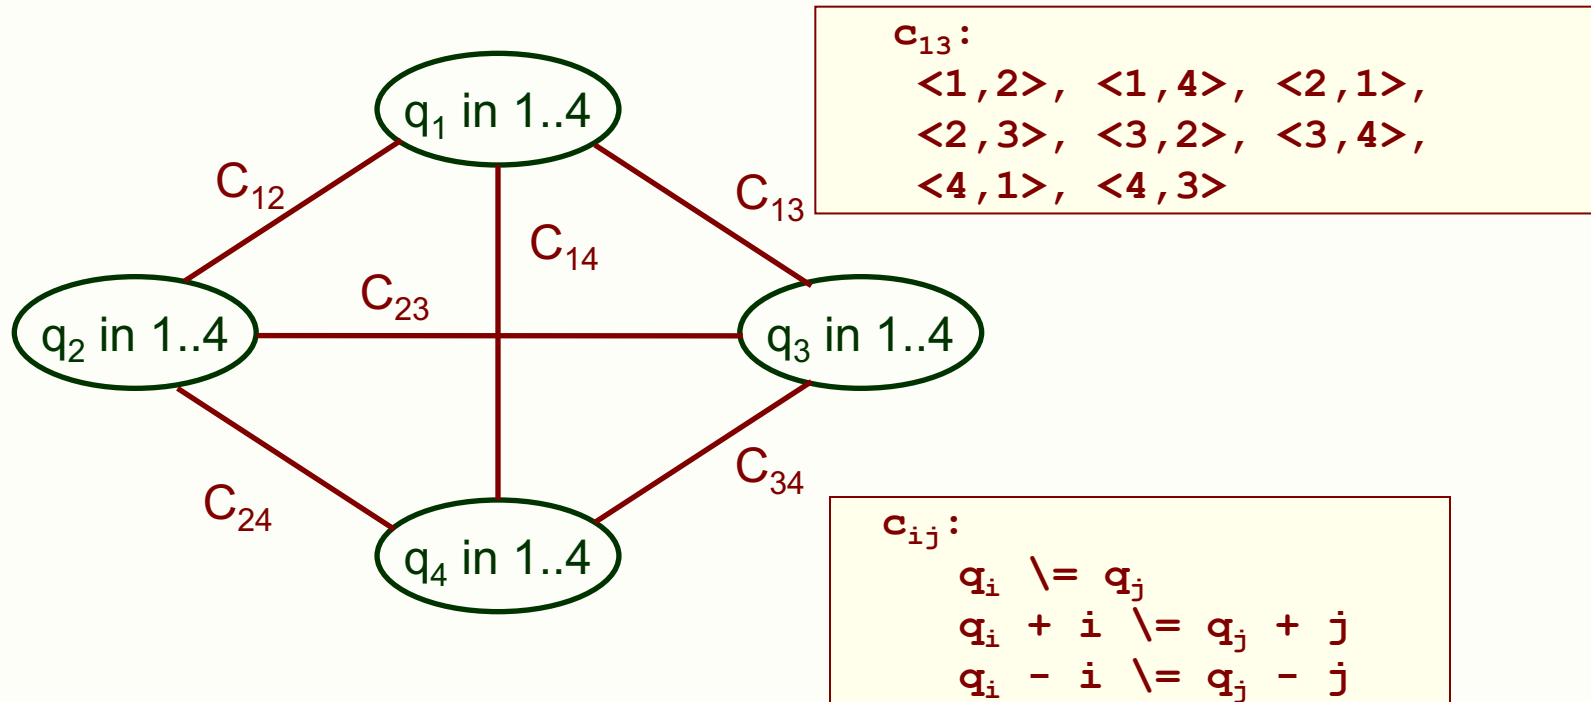 q₁ in 1..4
C₁₂
C₁₃
C₁₄
C₂₃
q₂ in 1..4
q₃ in 1..4
C₂₄
C₃₄
q₄ in 1..4
c₁₃:
<1,2>, <1,4>, <2,1>,
<2,3>, <3,2>, <3,4>,
<4,1>, <4,3>
cᵢⱼ:
qᵢ \= qⱼ
qᵢ + i \= qⱼ + j
qᵢ - i \= qⱼ - j